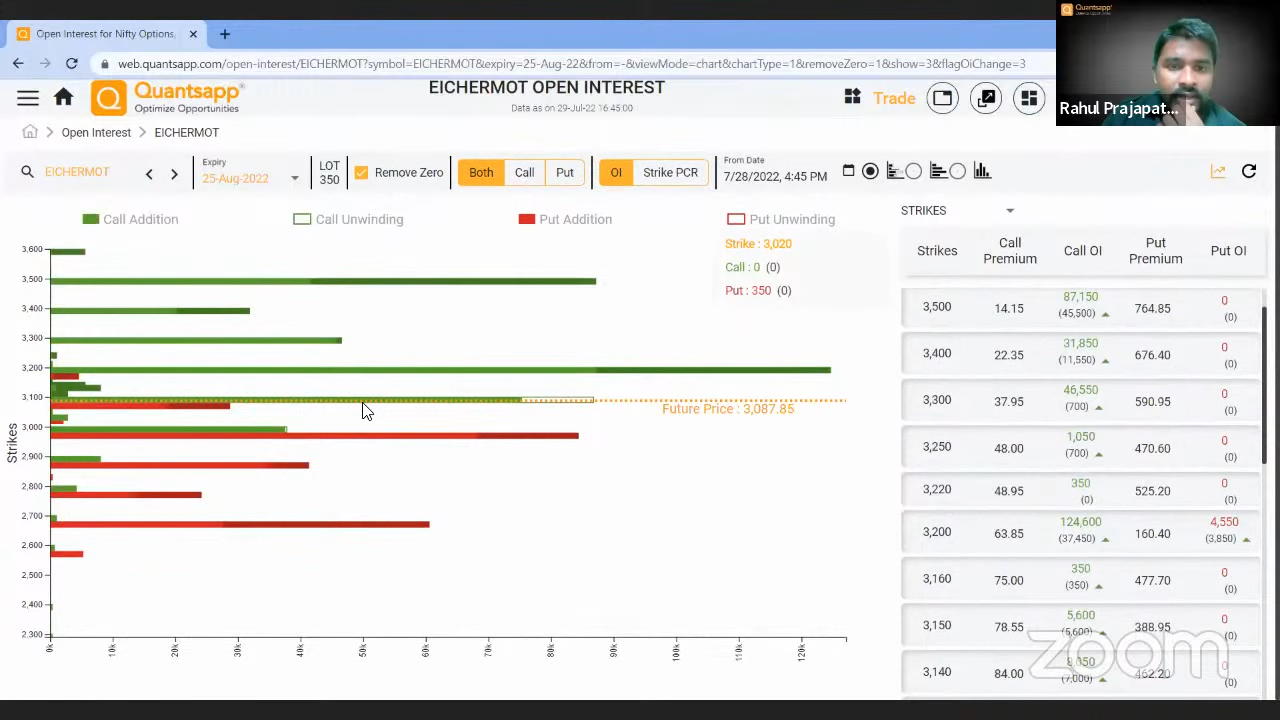 Open Interest for Nifty Options,
web.quantsapp.com/open-interest/EICHERMOT?symbol=EICHERMOT&expiry=25-Aug-22&from=-&viewMode=chart&chartType=1&removeZero=1&show=3&flagOiChange=3
Quantsapp
Rahul Prajapat...
Quantsapp
Optimize Opportunities
EICHERMOT OPEN INTEREST
Data as on 29-Jul-22 16:45:00
Trade
Open Interest
EICHERMOT
EICHERMOT
Expiry
25-Aug-2022
LOT
350
Remove Zero
Both
Call
Put
OI
Strike PCR
From Date
7/28/2022, 4:45 PM
Call Addition
Call Unwinding
Put Addition
Put Unwinding
Strike : 3,020
Call : 0 (0)
Put : 350 (0)
Future Price : 3,087.85
Strikes
3,600
3,500
3,400
3,300
3,200
3,100
3,000
2,900
2,800
2,700
2,600
2,500
2,400
2,300
0k
10k
20k
30k
40k
50k
60k
70k
80k
90k
100k
110k
120k
STRIKES
Strikes
Call Premium
Call OI
Put Premium
Put OI
3,500 14.15 87,150 (45,500) 764.85 0 (0)
3,400 22.35 31,850 (11,550) 676.40 0 (0)
3,300 37.95 46,550 (700) 590.95 0 (0)
3,250 48.00 1,050 (700) 470.60 0 (0)
3,220 48.95 350 (0) 525.20 0 (0)
3,200 63.85 124,600 (37,450) 160.40 4,550 (3,850)
3,160 75.00 350 (350) 477.70 0 (0)
3,150 78.55 5,600 (5,600) 388.95 0 (0)
3,140 84.00 8,050 (7,000) 462.20 0 (0)
zoom